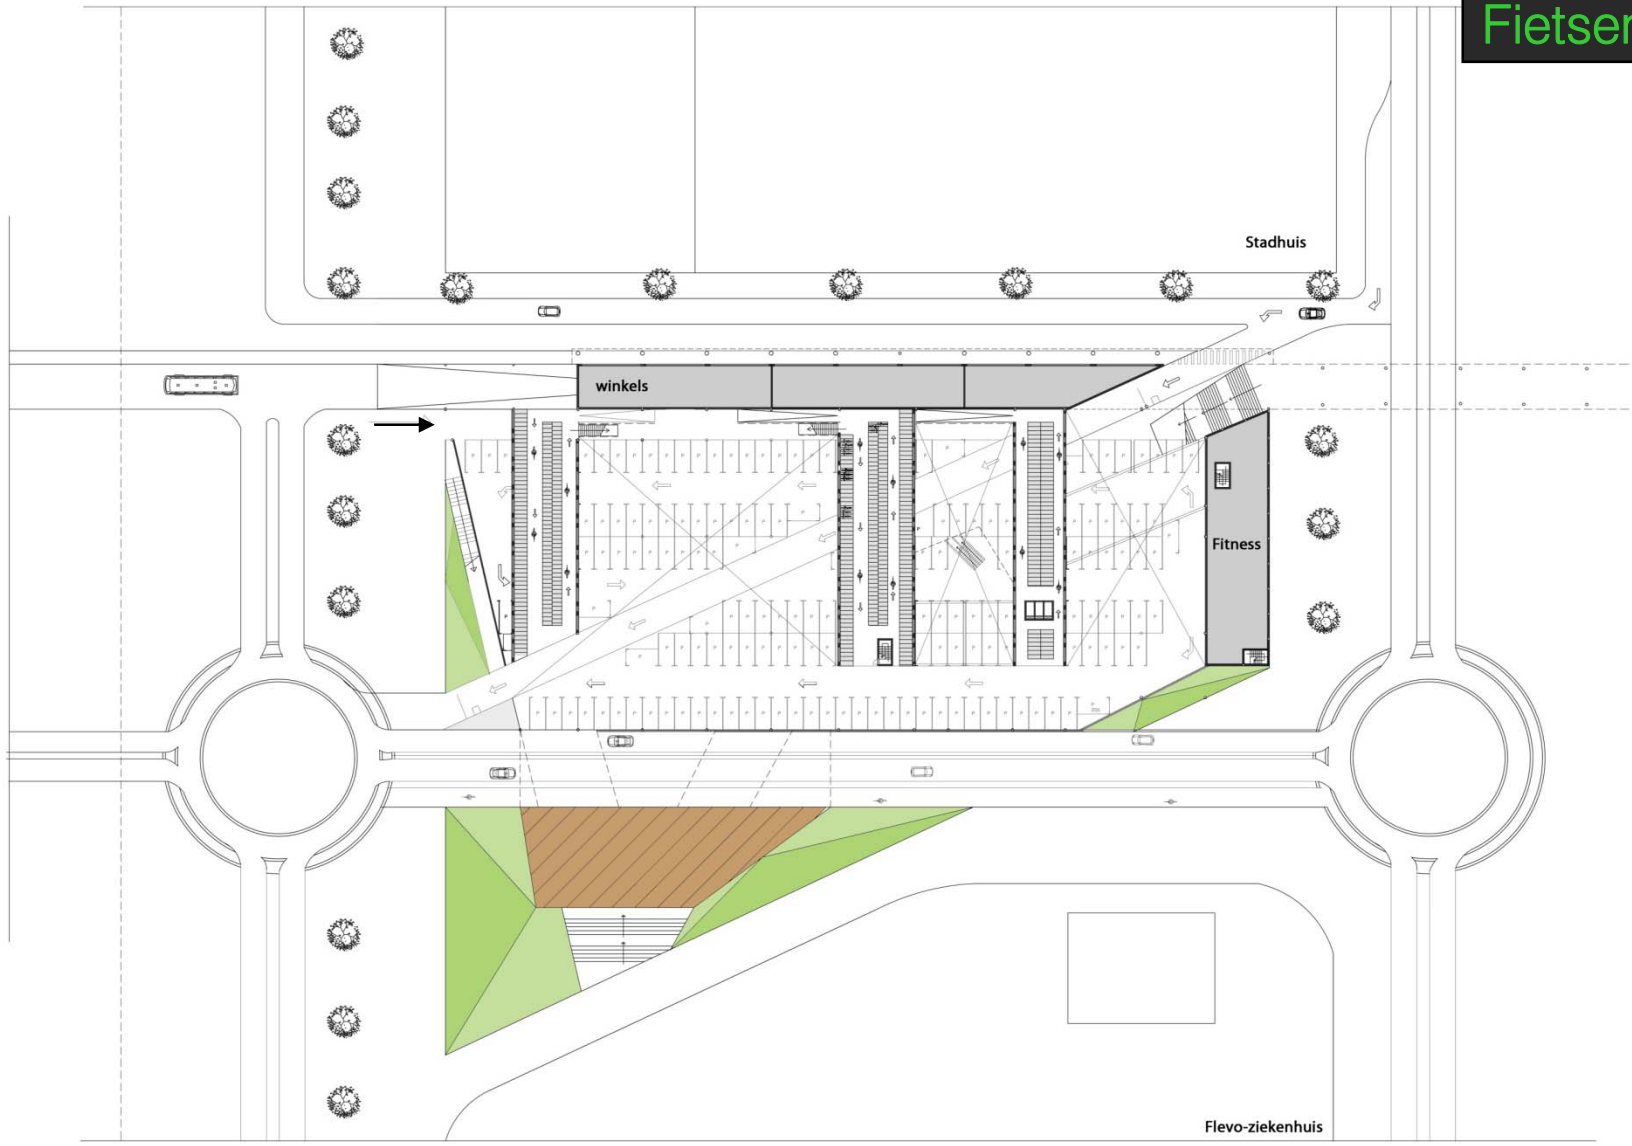 Fietser
Stadhuis
winkels
Fitness
Flevo-ziekenhuis